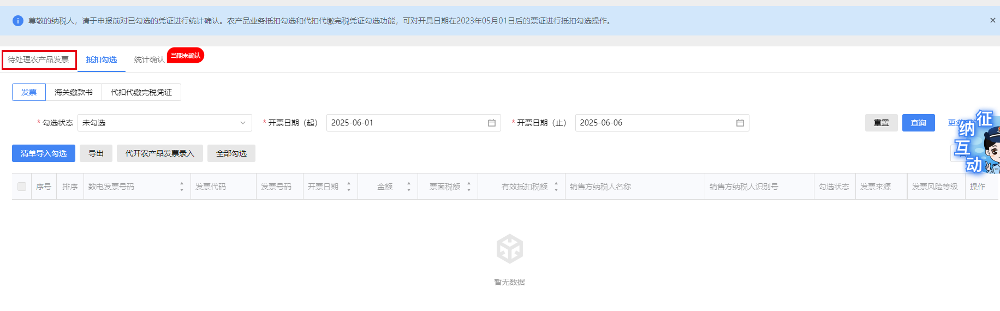 尊敬的纳税人，请于申报前对已勾选的凭证进行统计确认。农产品业务抵扣勾选和代扣代缴完税凭证勾选功能，可对开具日期在2023年05月01日后的票证进行抵扣勾选操作。
待处理农产品发票 抵扣勾选 统计确认 当期未确认
发票 海关缴款书 代扣代缴完税凭证
* 勾选状态 未勾选 * 开票日期（起） 2025-06-01 * 开票日期（止） 2025-06-06 重置 查询 更多
征纳互动
清单导入勾选 导出 代开农产品发票录入 全部勾选
序号 排序 数电发票号码 发票代码 发票号码 开票日期 金额 票面税额 有效抵扣税额 销售方纳税人名称 销售方纳税人识别号 勾选状态 发票来源 发票风险等级 操作
暂无数据